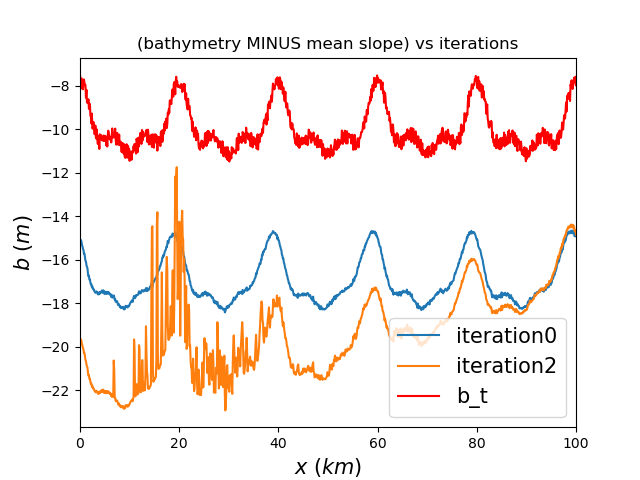 (bathymetry MINUS mean slope) vs iterations
b (m)
−8
−10
−12
−14
−16
−18
−20
−22
iteration0
iteration2
b_t
0 20 40 60 80 100
x (km)